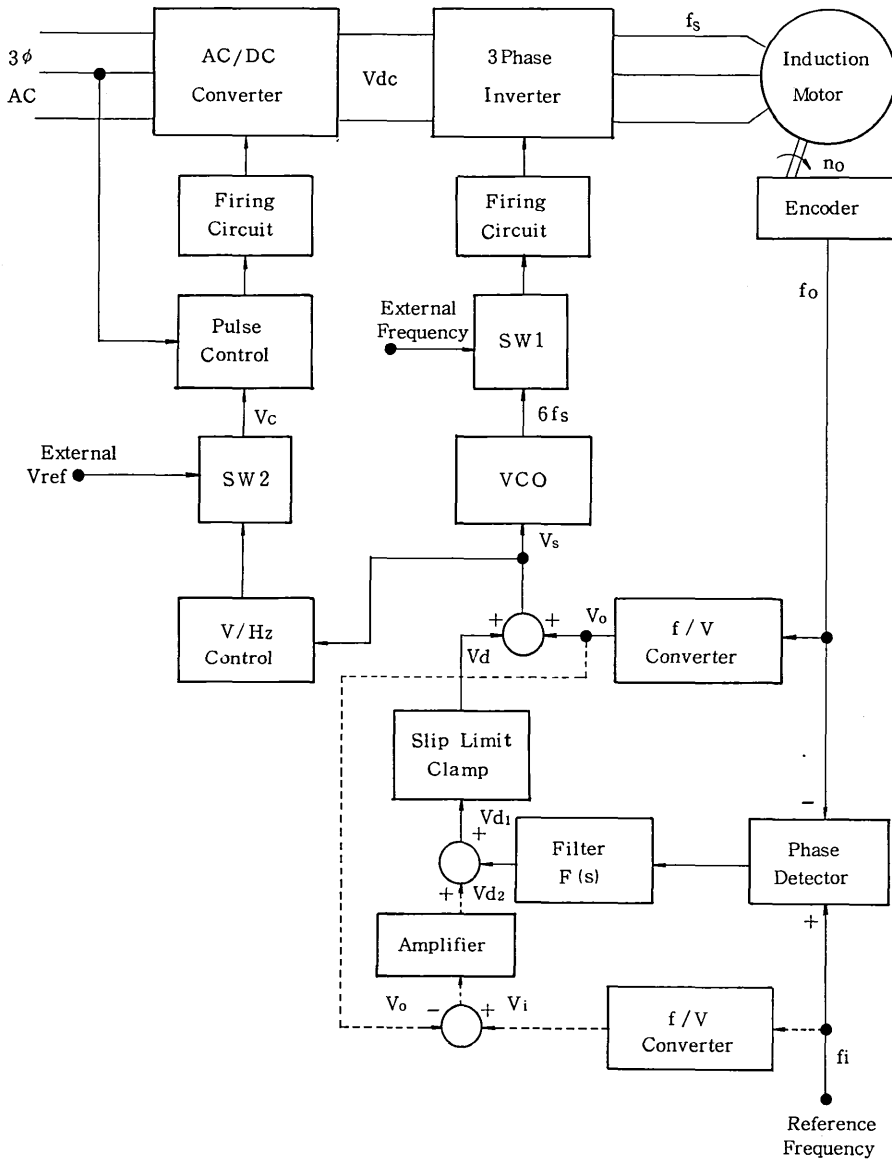 3φ
AC
AC/DC
Converter
Vdc
3Phase
Inverter
fs
Induction
Motor
no
Encoder
Firing
Circuit
Firing
Circuit
fo
External
Frequency
Pulse
Control
SW1
Vc
6fs
External
Vref
SW2
VCO
Vs
V/Hz
Control
+
+
Vo
f/V
Converter
Vd
Slip Limit
Clamp
−
Vd1
+
Filter
F(s)
Phase
Detector
+
Vd2
+
Amplifier
Vo
−
+
Vi
f/V
Converter
fi
Reference
Frequency